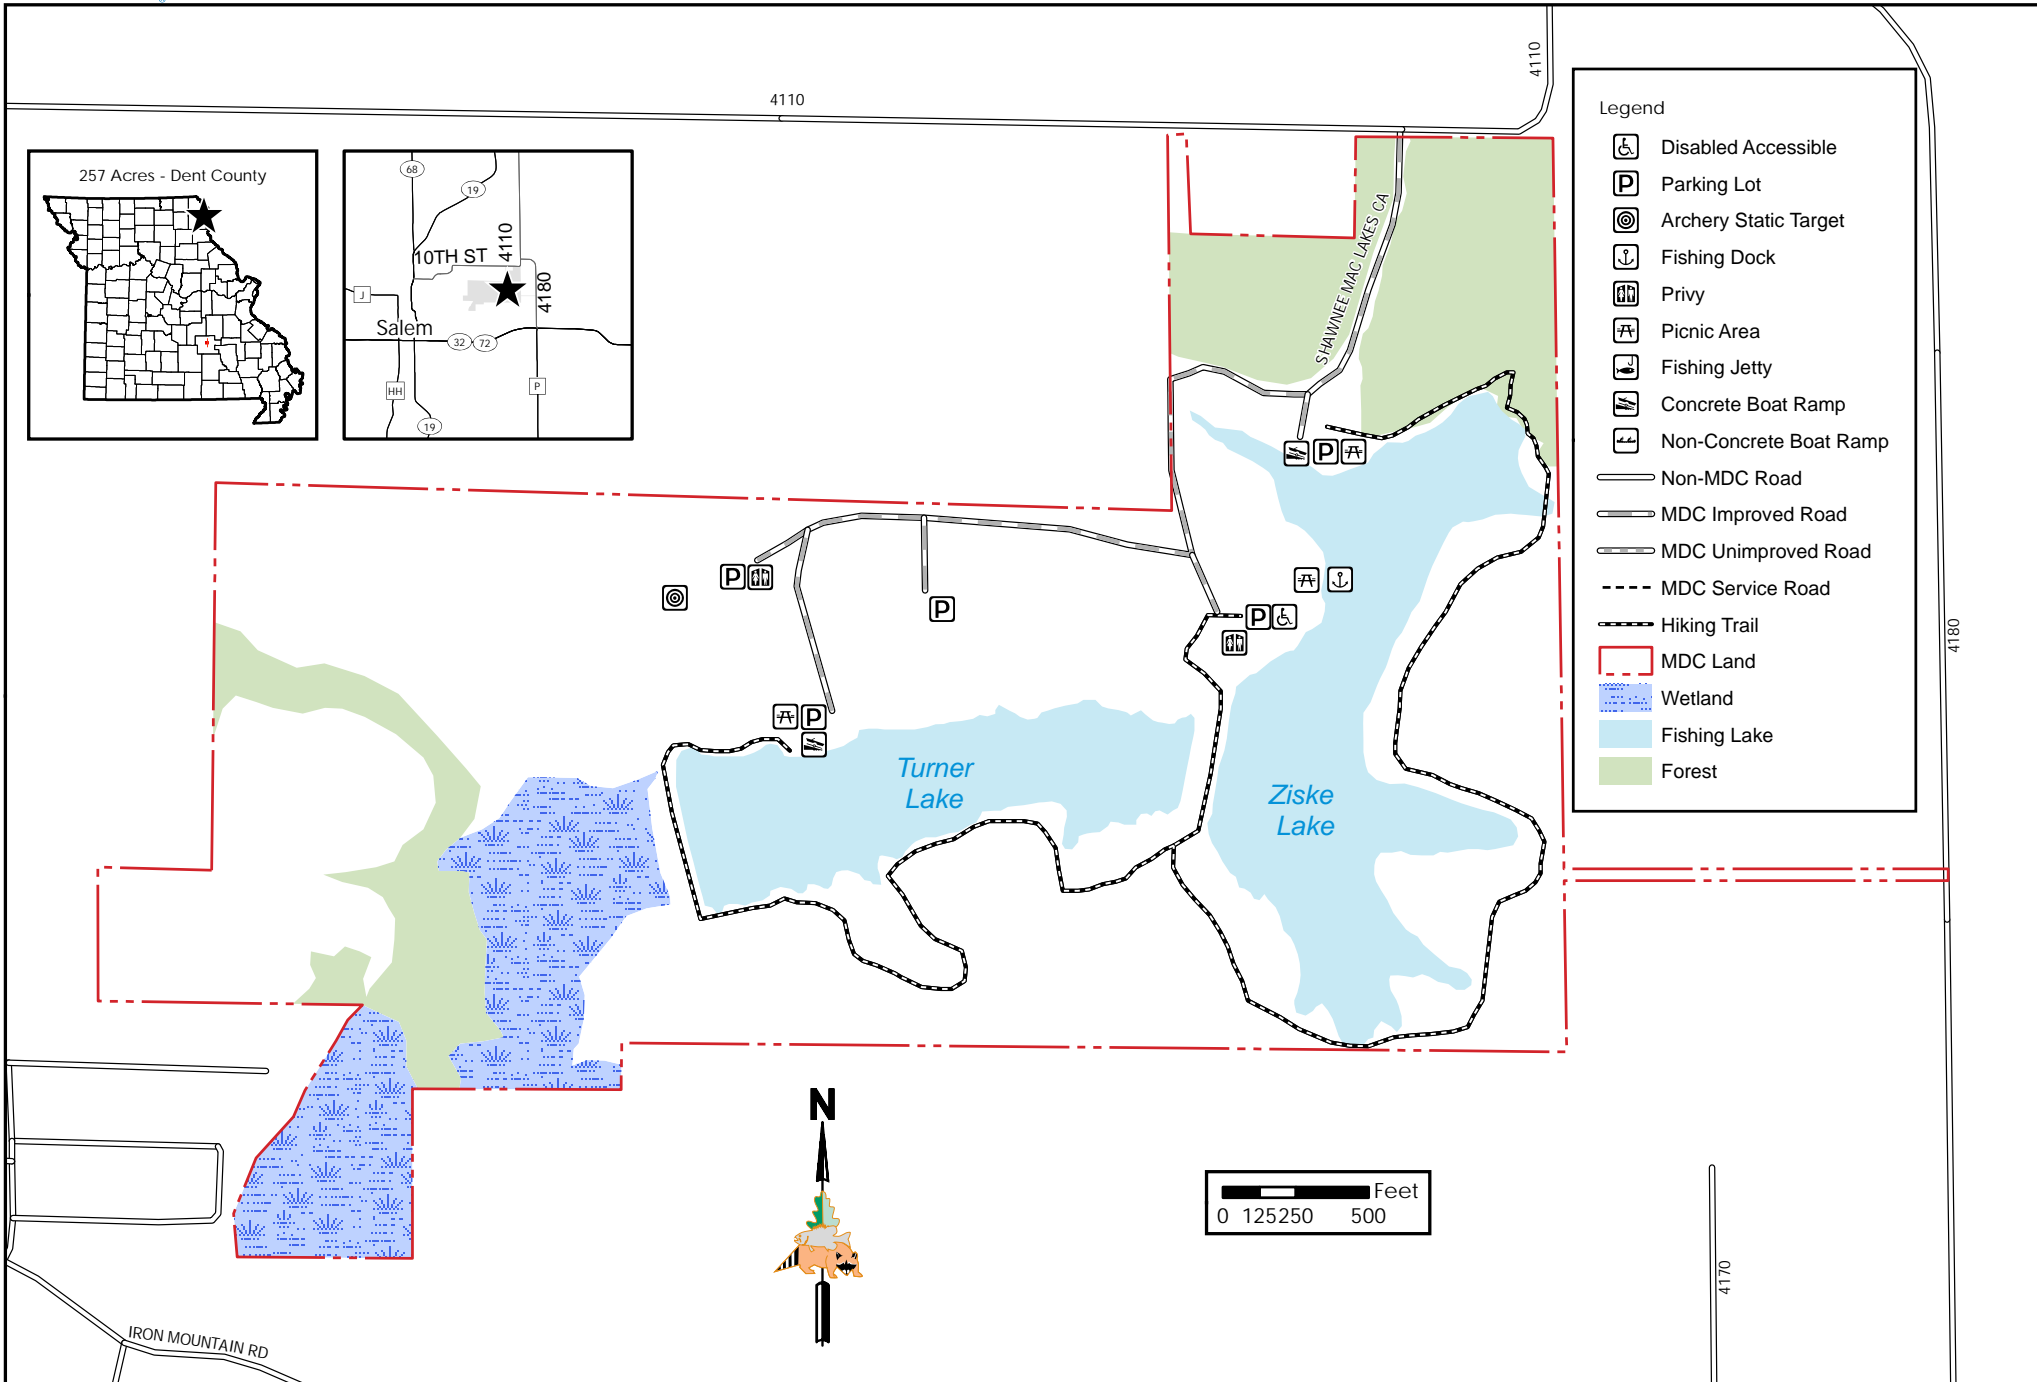 4110
4110
257 Acres - Dent County
68
19
10TH ST
4110
4180
J
Salem
32
72
HH
P
19
SHAWNEE MAC LAKES CA
Legend
Disabled Accessible
P
Parking Lot
Archery Static Target
Fishing Dock
Privy
Picnic Area
Fishing Jetty
Concrete Boat Ramp
Non-Concrete Boat Ramp
Non-MDC Road
MDC Improved Road
MDC Unimproved Road
MDC Service Road
Hiking Trail
MDC Land
Wetland
Fishing Lake
Forest
P
P
P
P
P
Turner
Lake
Ziske
Lake
4180
N
Feet
0 125250 500
4170
IRON MOUNTAIN RD